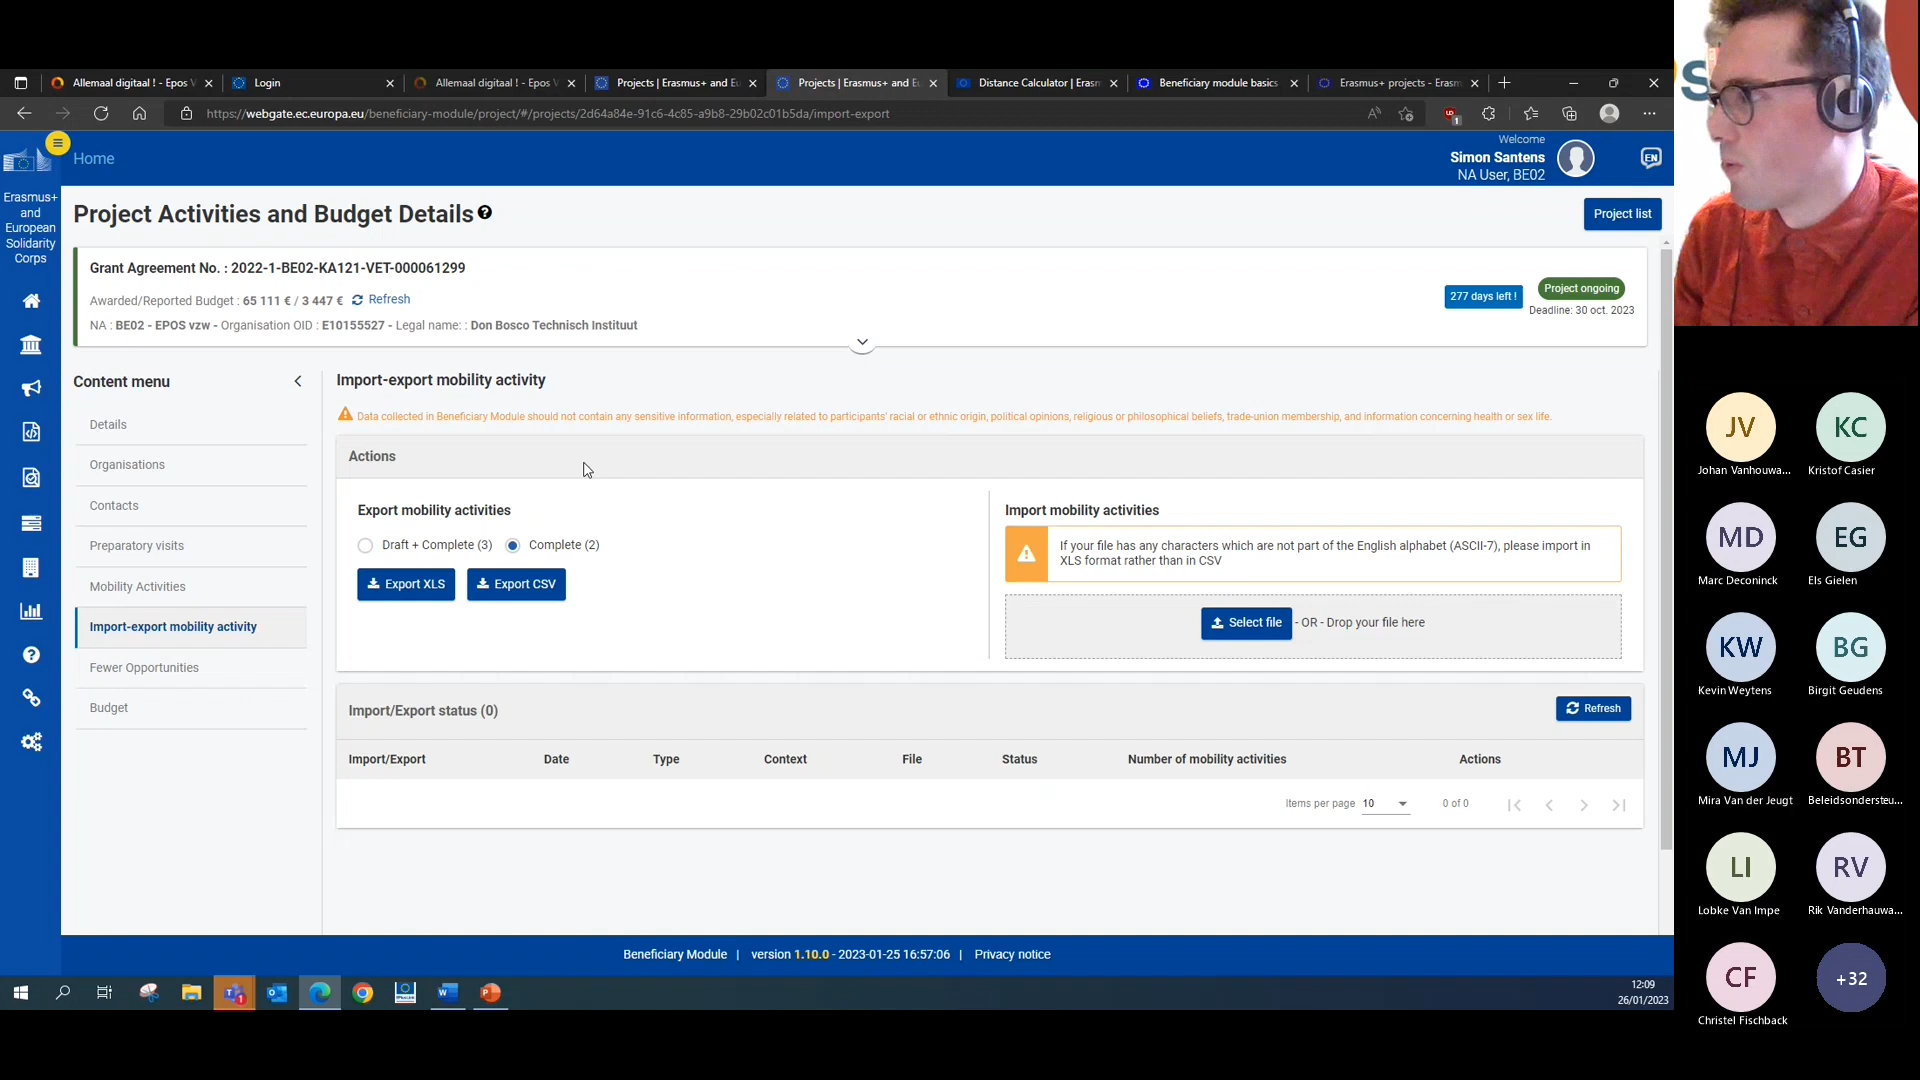 Allemaal digitaal ! - Epos V
Login
Allemaal digitaal ! - Epos V
Projects | Erasmus+ and Eu
Projects | Erasmus+ and Eu
Distance Calculator | Erasm
Beneficiary module basics
Erasmus+ projects - Erasm
https://webgate.ec.europa.eu/beneficiary-module/project/#/projects/2d64a84e-91c6-4c85-a9b8-29b02c01b5da/import-export
1
Home
Welcome
Simon Santens
NA User, BE02
EN
Erasmus+
and
European
Solidarity
Corps
Project Activities and Budget Details
Project list
Grant Agreement No. : 2022-1-BE02-KA121-VET-000061299
Awarded/Reported Budget : 65 111 € / 3 447 € Refresh
NA : BE02 - EPOS vzw - Organisation OID : E10155527 - Legal name: : Don Bosco Technisch Instituut
277 days left !
Project ongoing
Deadline: 30 oct. 2023
Content menu
Details
Organisations
Contacts
Preparatory visits
Mobility Activities
Import-export mobility activity
Fewer Opportunities
Budget
Import-export mobility activity
Data collected in Beneficiary Module should not contain any sensitive information, especially related to participants' racial or ethnic origin, political opinions, religious or philosophical beliefs, trade-union membership, and information concerning health or sex life.
Actions
Export mobility activities
Draft + Complete (3) Complete (2)
Export XLS Export CSV
Import mobility activities
If your file has any characters which are not part of the English alphabet (ASCII-7), please import in
XLS format rather than in CSV
Select file - OR - Drop your file here
Import/Export status (0)
Refresh
Import/Export Date Type Context File Status Number of mobility activities Actions
Items per page 10 0 of 0
Beneficiary Module | version 1.10.0 - 2023-01-25 16:57:06 | Privacy notice
12:09
26/01/2023
JV
Johan Vanhouwa...
KC
Kristof Casier
MD
Marc Deconinck
EG
Els Gielen
KW
Kevin Weytens
BG
Birgit Geudens
MJ
Mira Van der Jeugt
BT
Beleidsondersteu...
LI
Lobke Van Impe
RV
Rik Vanderhauwa...
CF
Christel Fischback
+32